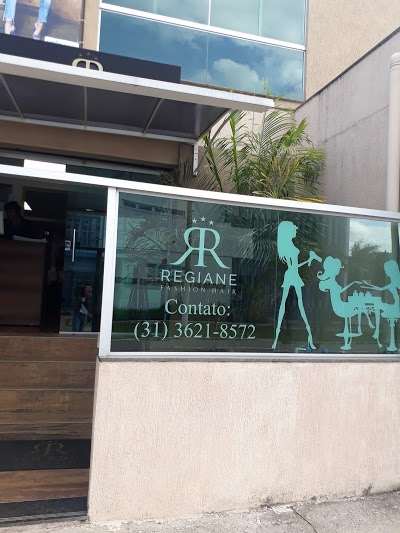 RR
REGIANE
FASHION HAIR
Contato:
(31) 3621-8572